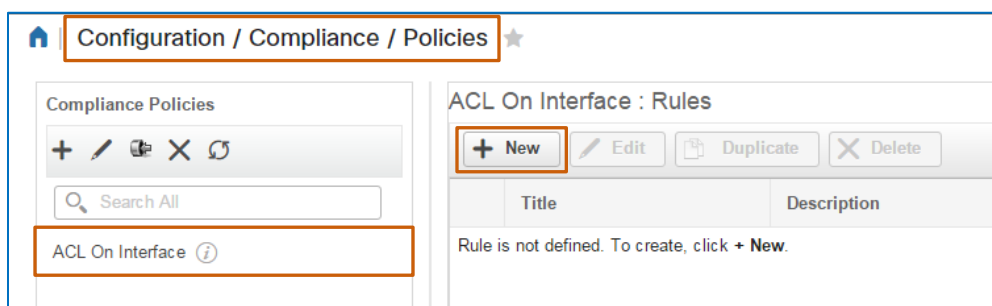 Configuration / Compliance / Policies
Compliance Policies
Search All
ACL On Interface
ACL On Interface : Rules
+ New Edit Duplicate Delete
Title Description
Rule is not defined. To create, click + New.